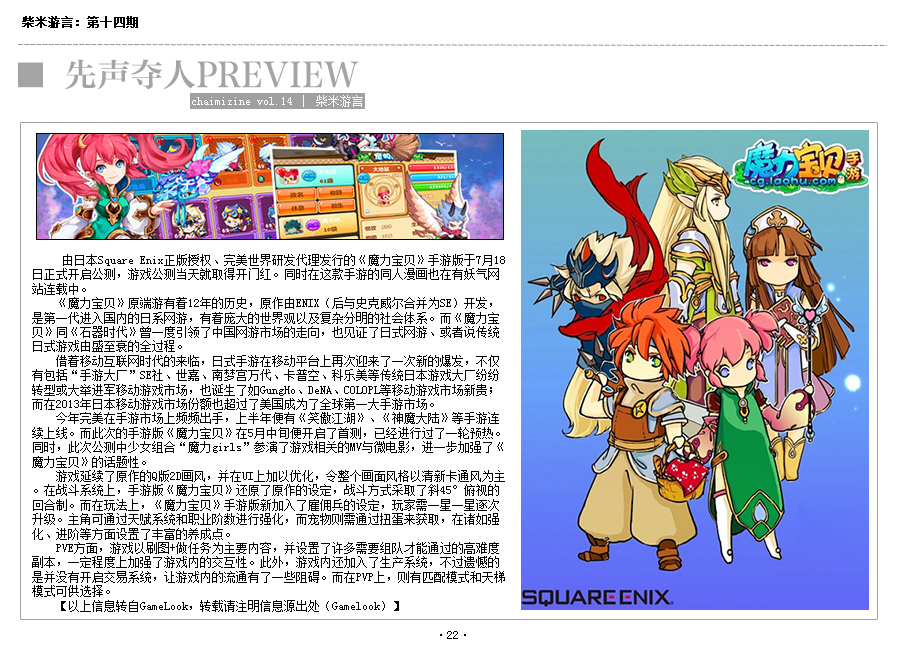 柴米游言：第十四期
先声夺人PREVIEW
chaimizine vol.14 | 柴米游言
由日本Square Enix正版授权、完美世界研发代理发行的《魔力宝贝》手游版于7月18
日正式开启公测，游戏公测当天就取得开门红。同时在这款手游的同人漫画也在有妖气网
站连载中。
《魔力宝贝》原端游有着12年的历史，原作由ENIX（后与史克威尔合并为SE）开发，
是第一代进入国内的日系网游，有着庞大的世界观以及复杂分明的社会体系。而《魔力宝
贝》同《石器时代》曾一度引领了中国网游市场的走向，也见证了日式网游、或者说传统
日式游戏由盛至衰的全过程。
借着移动互联网时代的来临，日式手游在移动平台上再次迎来了一次新的爆发，不仅
有包括“手游大厂”SE社、世嘉、南梦宫万代、卡普空、科乐美等传统日本游戏大厂纷纷
转型或大举进军移动游戏市场，也诞生了如GungHo、DeNA、COLOPL等移动游戏市场新贵；
而在2013年日本移动游戏市场份额也超过了美国成为了全球第一大手游市场。
今年完美在手游市场上频频出手，上半年便有《笑傲江湖》、《神魔大陆》等手游连
续上线。而此次的手游版《魔力宝贝》在5月中旬便开启了首测，已经进行过了一轮预热。
同时，此次公测中少女组合“魔力girls”参演了游戏相关的MV与微电影，进一步加强了《
魔力宝贝》的话题性。
游戏延续了原作的Q版2D画风，并在UI上加以优化，令整个画面风格以清新卡通风为主
。在战斗系统上，手游版《魔力宝贝》还原了原作的设定，战斗方式采取了斜45°俯视的
回合制。而在玩法上，《魔力宝贝》手游版新加入了雇佣兵的设定，玩家需一星一星逐次
升级。主角可通过天赋系统和职业阶数进行强化，而宠物则需通过扭蛋来获取，在诸如强
化、进阶等方面设置了丰富的养成点。
PVE方面，游戏以刷图+做任务为主要内容，并设置了许多需要组队才能通过的高难度
副本，一定程度上加强了游戏内的交互性。此外，游戏内还加入了生产系统，不过遗憾的
是并没有开启交易系统，让游戏内的流通有了一些阻碍。而在PVP上，则有匹配模式和天梯
模式可供选择。
【以上信息转自GameLook，转载请注明信息源出处（Gamelook）】
魔力宝贝手游
cg.laohu.com
SQUARE ENIX.
·22·